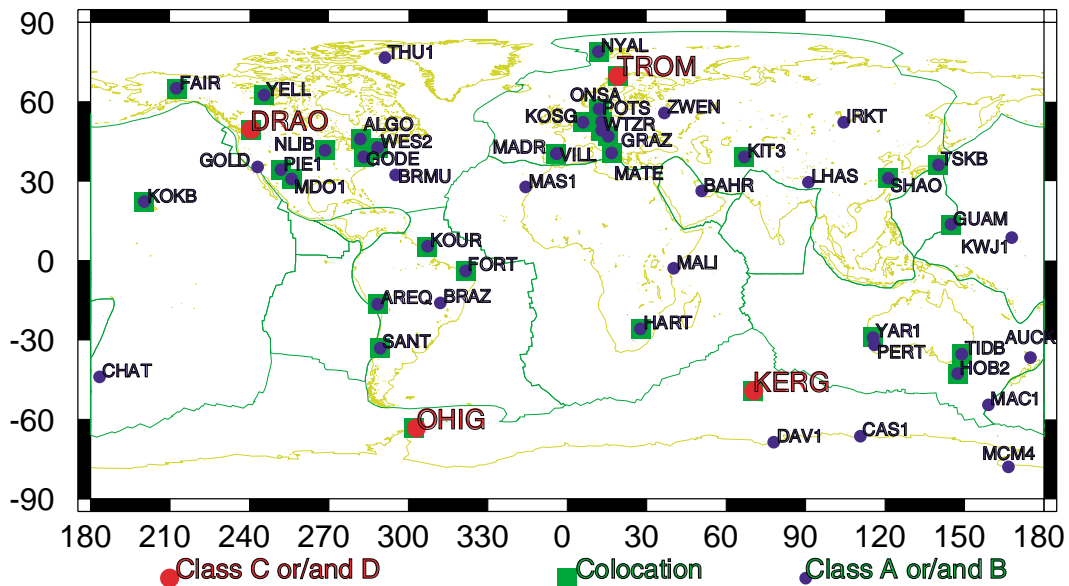 90
THU1
NYAL
TROM
FAIR
YELL
60
ONSA
POTS
ZWEN
DRAO
ALGO
KOSG
WTZR
IRKT
NLIB
WES2
GRAZ
GOLD
PIE1
GODE
MADR
VILL
KIT3
TSKB
30
MDO1
BRMU
MAS1
MATE
BAHR
LHAS
SHAO
KOKB
GUAM
KOUR
KWJ1
0
FORT
MALI
AREQ
BRAZ
-30
SANT
HART
YAR1
AUCK
PERT
TIDB
CHAT
KERG
HOB2
MAC1
-60
OHIG
DAV1
CAS1
MCM4
-90
180 210 240 270 300 330 0 30 60 90 120 150 180
Class C or/and D Colocation Class A or/and B